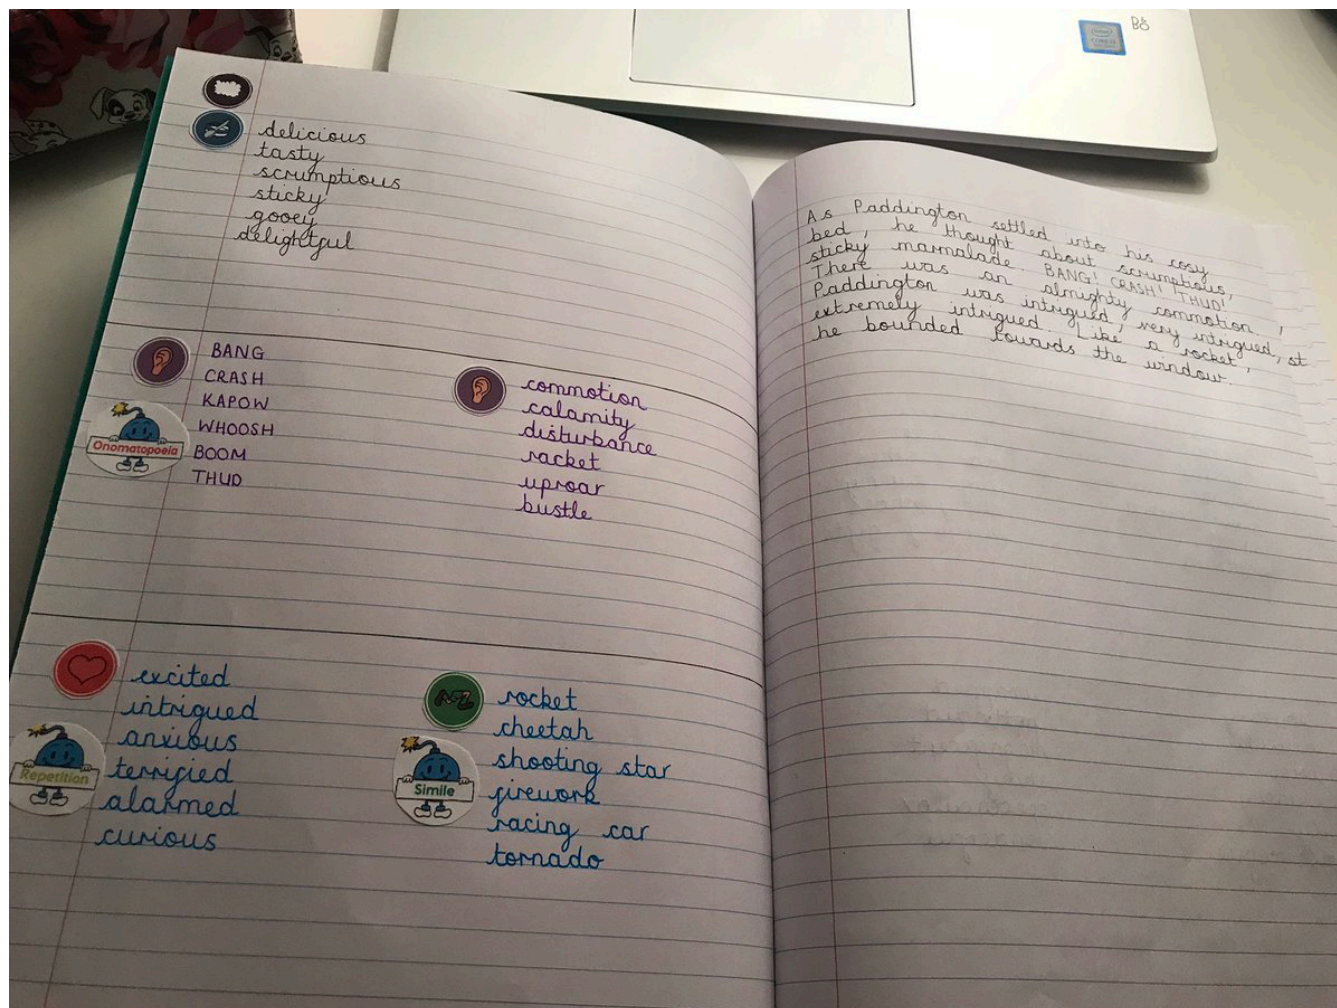 delicious
tasty
scrumptious
sticky
gooey
delightful
BANG
CRASH
KAPOW
WHOOSH
BOOM
THUD
Onomatopoeia
commotion
calamity
disturbance
racket
uproar
bustle
excited
intrigued
anxious
terrified
alarmed
curious
Repetition
rocket
cheetah
shooting star
firework
racing car
tornado
Simile
As Paddington settled into his cosy
bed, he thought about scrumptious,
sticky marmalade. BANG! CRASH! THUD!
There was an almighty commotion,
Paddington was intrigued, very intrigued, st
extremely intrigued. Like a rocket,
he bounded towards the window
intel